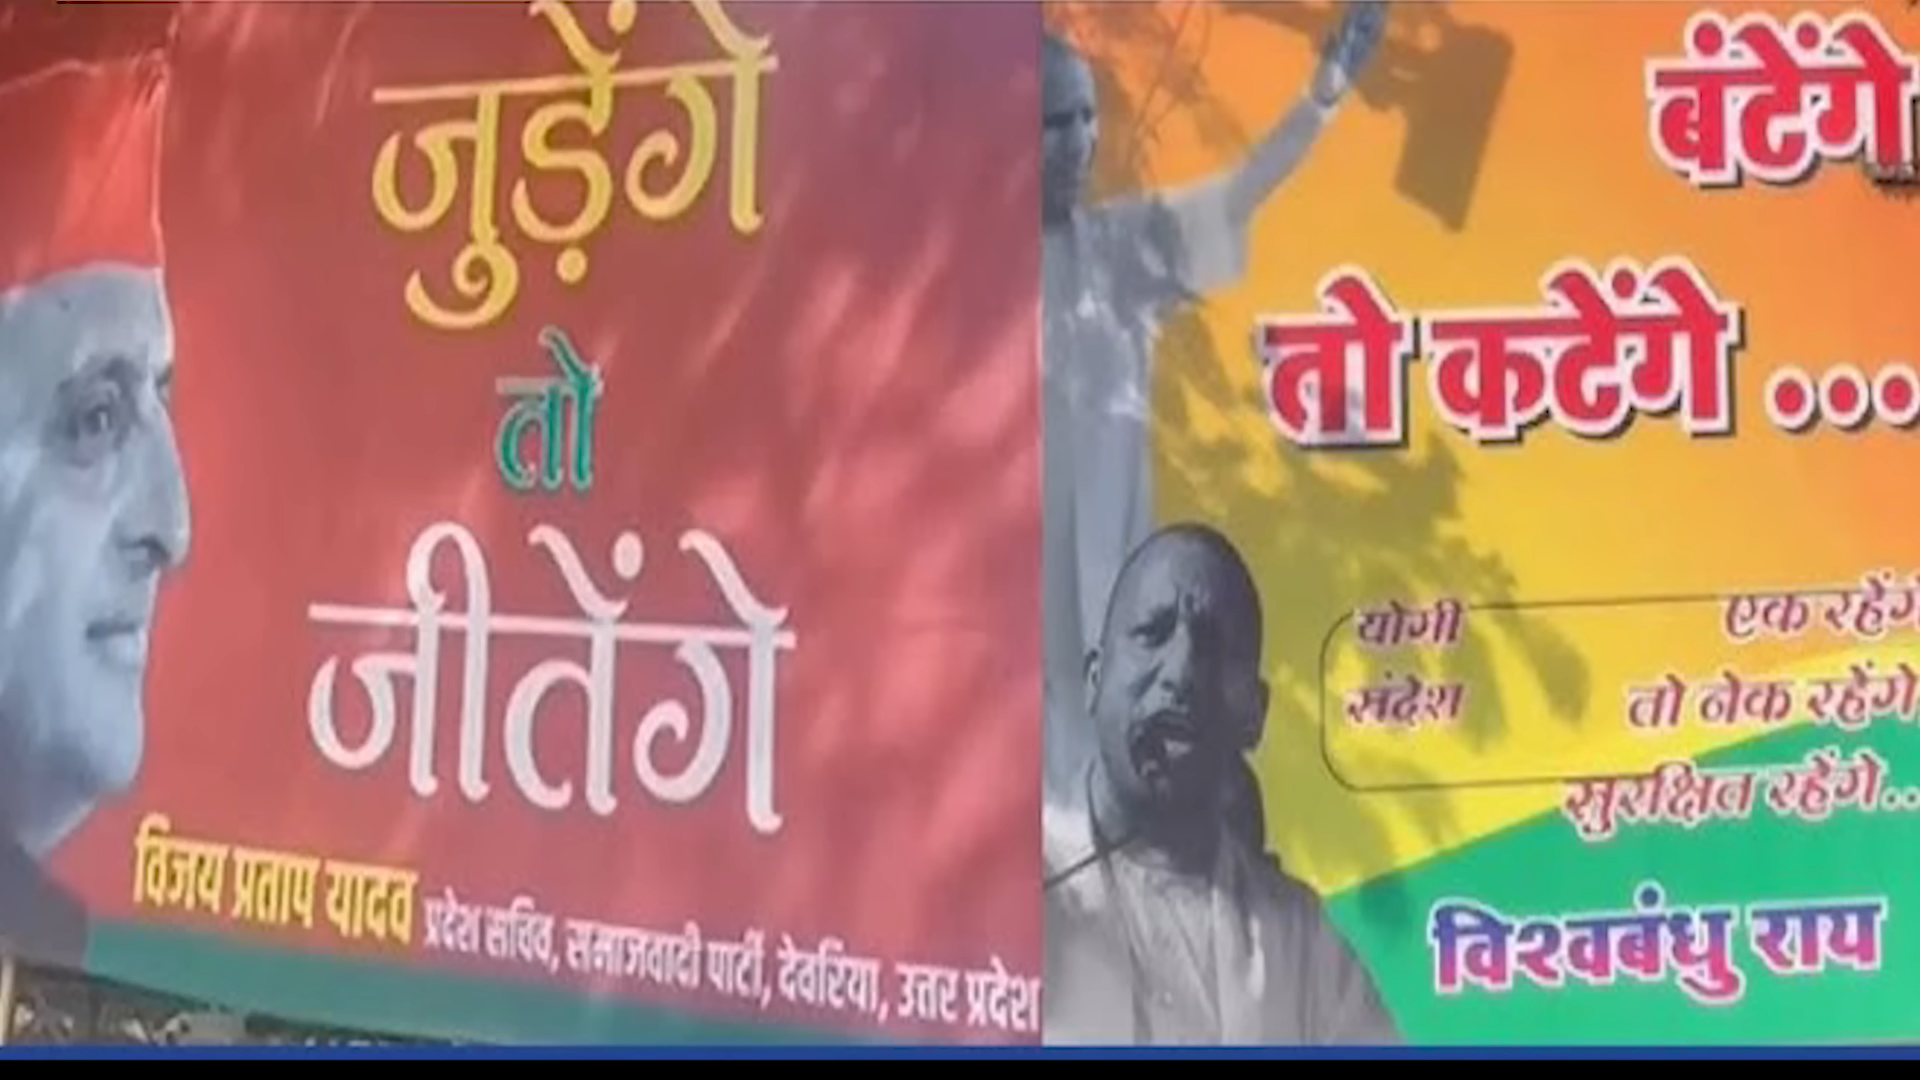 जुड़ेंगे
तो
जीतेंगे
विजय प्रताप यादव प्रदेश सचिव, समाजवादी पार्टी, देवरिया, उत्तर प्रदेश
बंटेंगे
तो कटेंगे ...
योगी एक रहेंगे
संदेश तो नेक रहेंगे
सुरक्षित रहेंगे..
विश्वबंधु राय